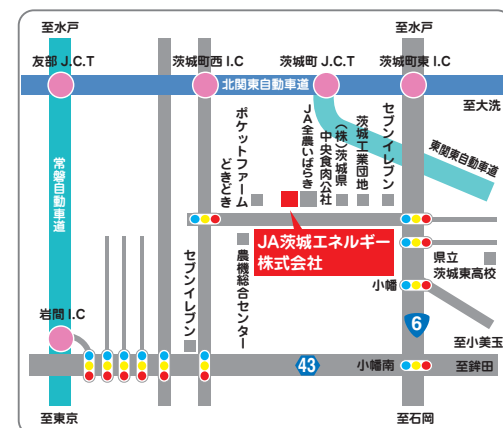 至水戸
至水戸
友部 J.C.T
茨城町西 I.C
茨城町 J.C.T
茨城町東 I.C
北関東自動車道
至大洗
常磐自動車道
東関東自動車道
ポケットファーム
どきどき
JA全農いばらき
(株)茨城県
中央食肉公社
茨城工業団地
セブンイレブン
JA茨城エネルギー
株式会社
セブンイレブン
農機総合センター
県立
茨城東高校
小幡
岩間 I.C
6
至小美玉
43
小幡南
至鉾田
至東京
至石岡